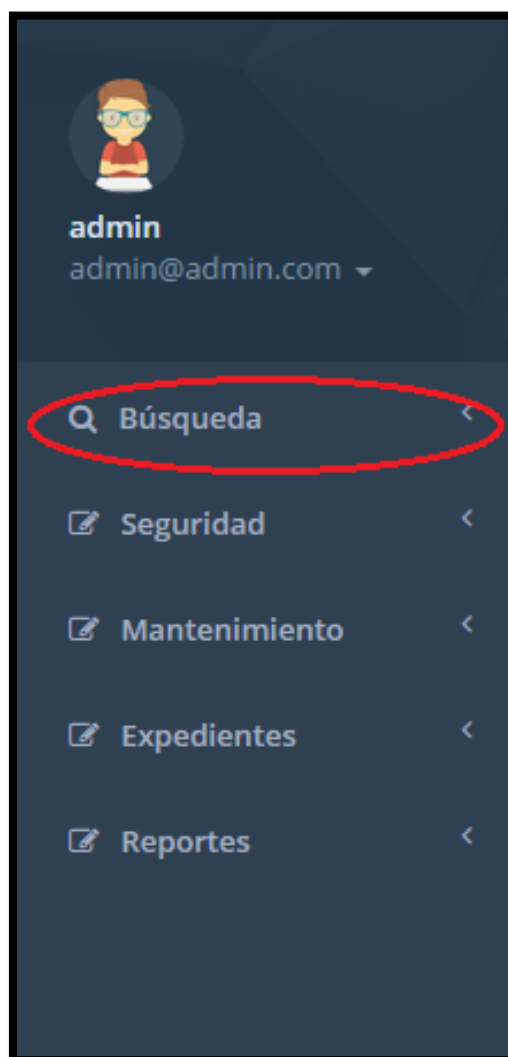 admin
admin@admin.com
Búsqueda
Seguridad
Mantenimiento
Expedientes
Reportes